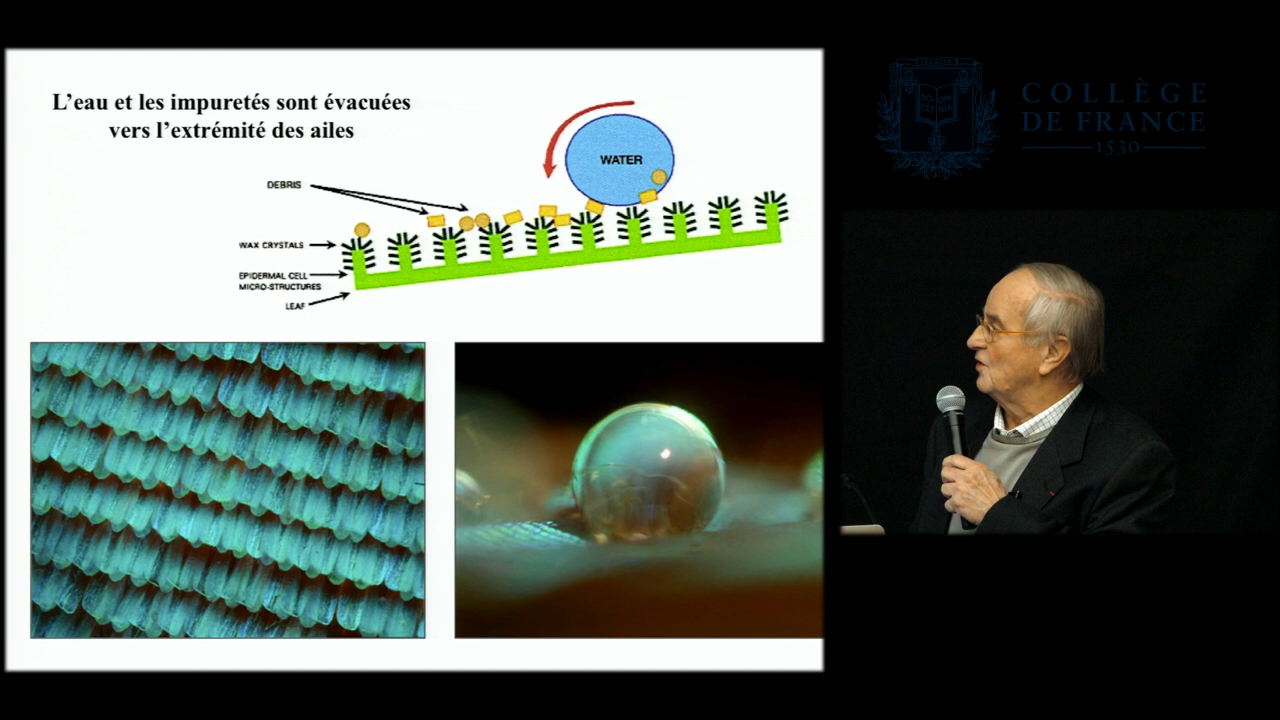 L’eau et les impuretés sont évacuées
vers l’extrémité des ailes
WATER
DEBRIS
WAX CRYSTALS
EPIDERMAL CELL
MICRO-STRUCTURES
LEAF
COLLÈGE
DE FRANCE
1530